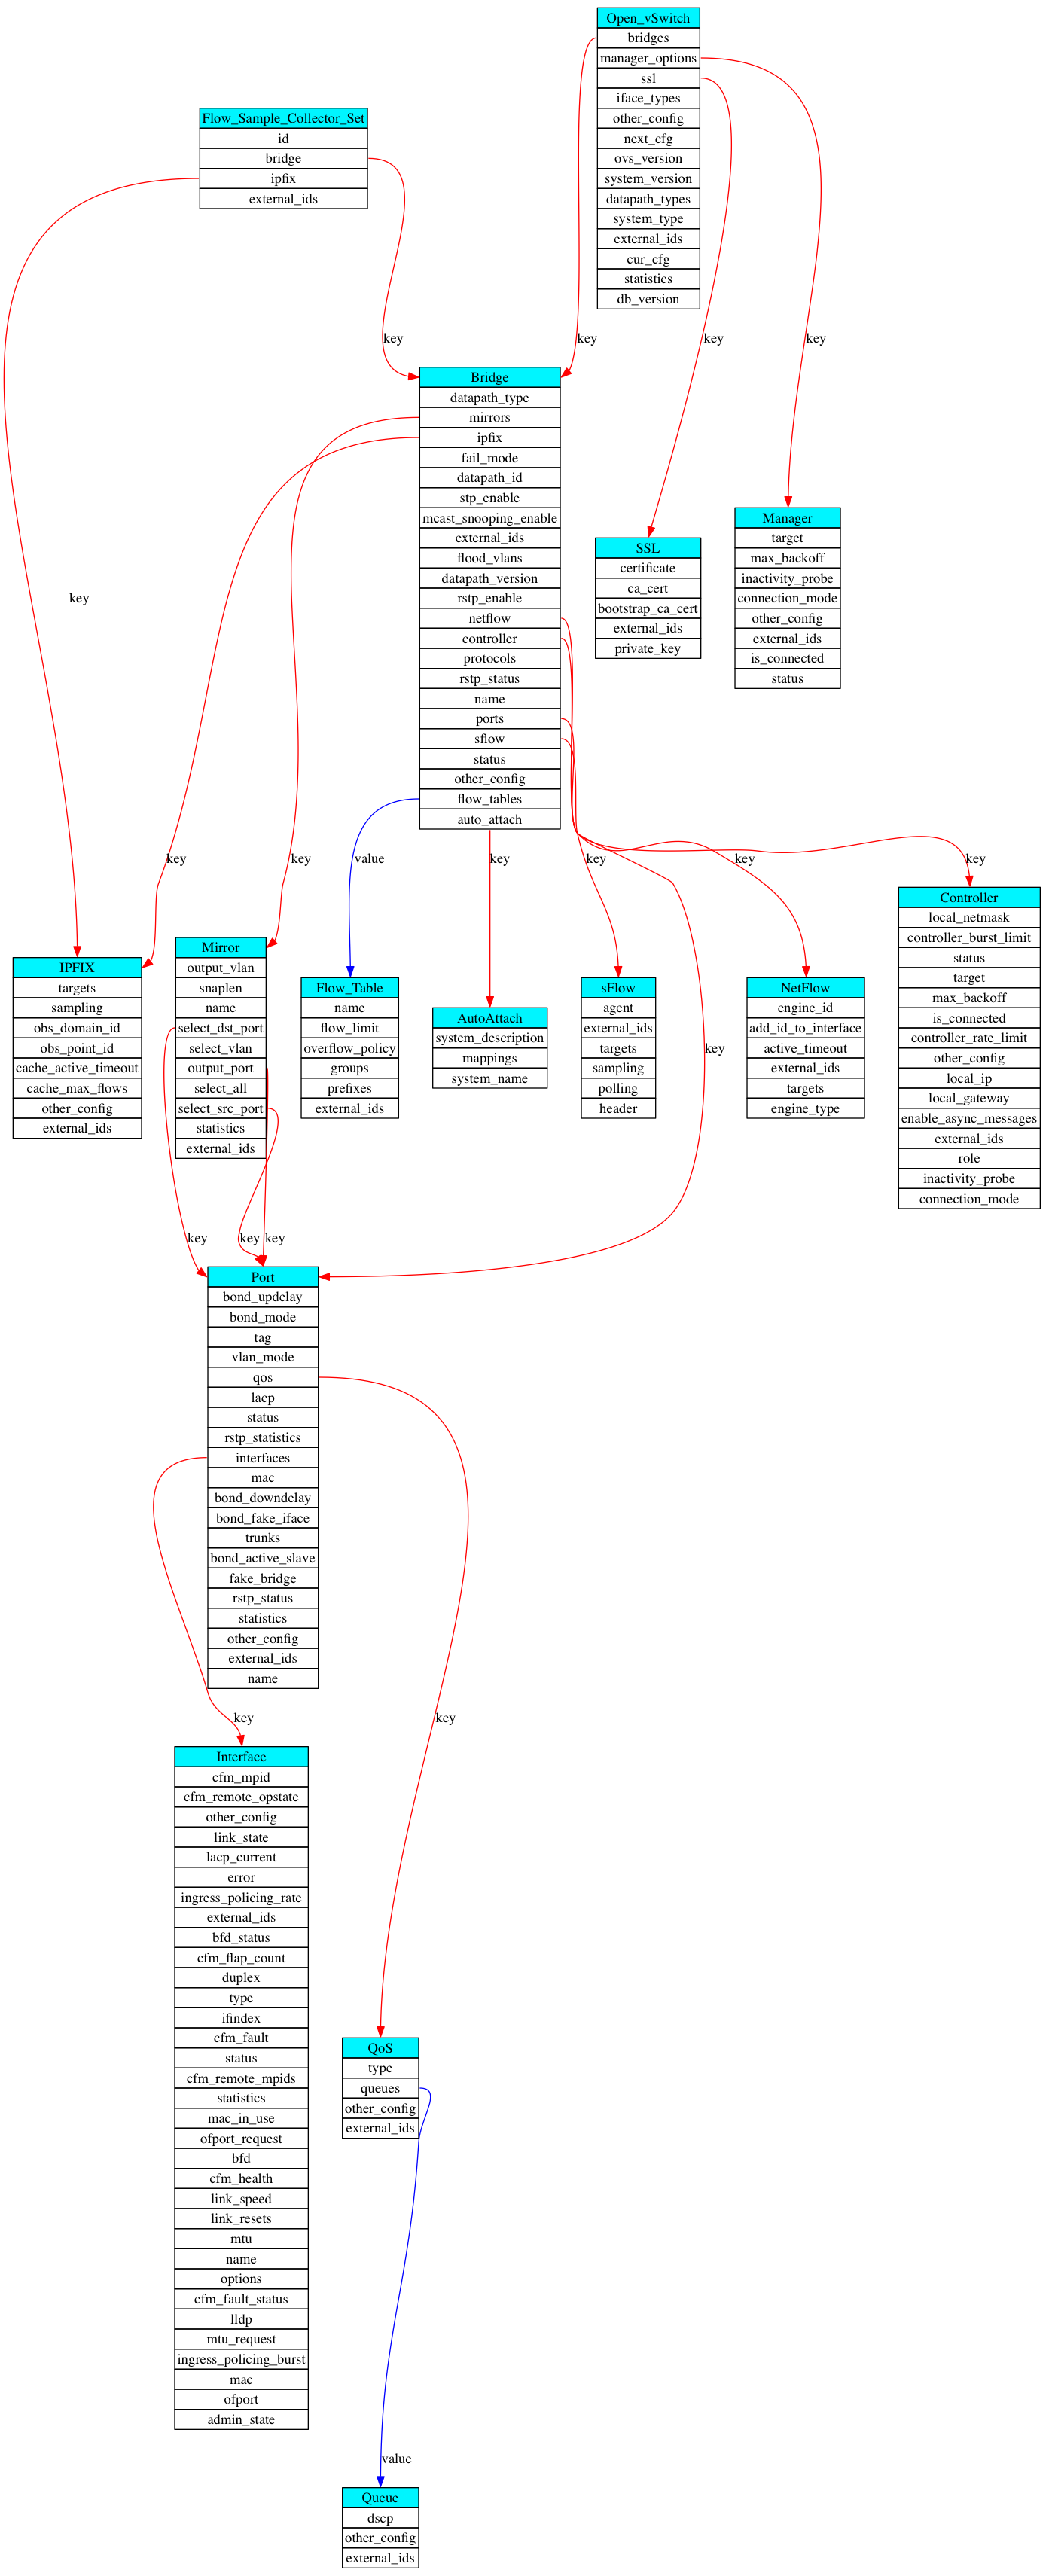 Open_vSwitch
bridges
manager_options
ssl
iface_types
other_config
next_cfg
ovs_version
system_version
datapath_types
system_type
external_ids
cur_cfg
statistics
db_version
Flow_Sample_Collector_Set
id
bridge
ipfix
external_ids
key
key
key
key
Bridge
datapath_type
mirrors
ipfix
fail_mode
datapath_id
stp_enable
mcast_snooping_enable
external_ids
flood_vlans
datapath_version
rstp_enable
netflow
controller
protocols
rstp_status
name
ports
sflow
status
other_config
flow_tables
auto_attach
SSL
certificate
ca_cert
bootstrap_ca_cert
external_ids
private_key
Manager
target
max_backoff
inactivity_probe
connection_mode
other_config
external_ids
is_connected
status
key
key
key
value
key
key
key
key
IPFIX
targets
sampling
obs_domain_id
obs_point_id
cache_active_timeout
cache_max_flows
other_config
external_ids
Mirror
output_vlan
snaplen
name
select_dst_port
select_vlan
output_port
select_all
select_src_port
statistics
external_ids
Flow_Table
name
flow_limit
overflow_policy
groups
prefixes
external_ids
AutoAttach
system_description
mappings
system_name
sFlow
agent
external_ids
targets
sampling
polling
header
key
NetFlow
engine_id
add_id_to_interface
active_timeout
external_ids
targets
engine_type
Controller
local_netmask
controller_burst_limit
status
target
max_backoff
is_connected
controller_rate_limit
other_config
local_ip
local_gateway
enable_async_messages
external_ids
role
inactivity_probe
connection_mode
key
key
key
Port
bond_updelay
bond_mode
tag
vlan_mode
qos
lacp
status
rstp_statistics
interfaces
mac
bond_downdelay
bond_fake_iface
trunks
bond_active_slave
fake_bridge
rstp_status
statistics
other_config
external_ids
name
key
key
Interface
cfm_mpid
cfm_remote_opstate
other_config
link_state
lacp_current
error
ingress_policing_rate
external_ids
bfd_status
cfm_flap_count
duplex
type
ifindex
cfm_fault
status
cfm_remote_mpids
statistics
mac_in_use
ofport_request
bfd
cfm_health
link_speed
link_resets
mtu
name
options
cfm_fault_status
lldp
mtu_request
ingress_policing_burst
mac
ofport
admin_state
QoS
type
queues
other_config
external_ids
value
Queue
dscp
other_config
external_ids